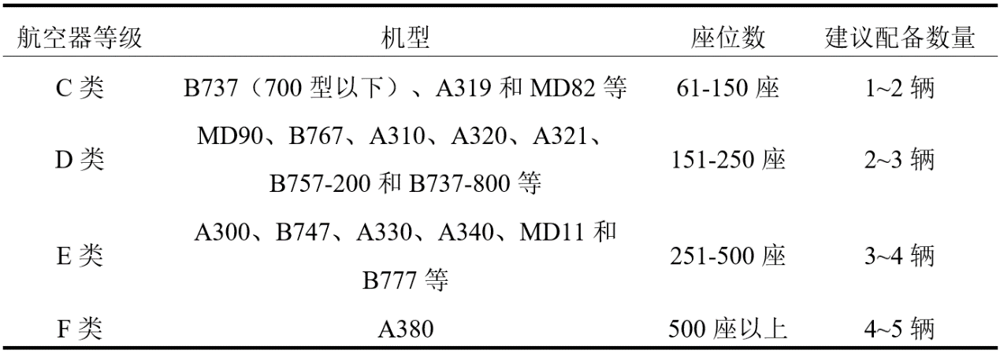 航空器等级 机型 座位数 建议配备数量
C 类 B737（700 型以下）、A319 和 MD82 等 61-150 座 1~2 辆
MD90、B767、A310、A320、A321、
D 类 151-250 座 2~3 辆
B757-200 和 B737-800 等
A300、B747、A330、A340、MD11 和
E 类 251-500 座 3~4 辆
B777 等
F 类 A380 500 座以上 4~5 辆